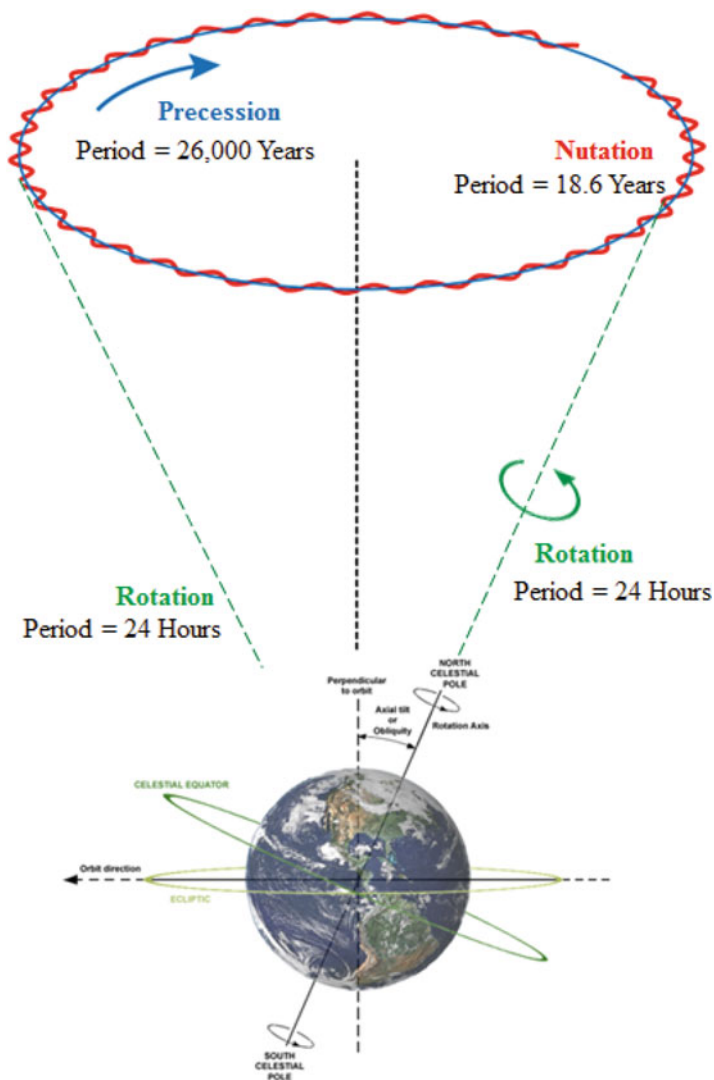 Precession
Period = 26,000 Years
Nutation
Period = 18.6 Years
Rotation
Period = 24 Hours
Rotation
Period = 24 Hours
Perpendicular
to orbit
NORTH
CELESTIAL
POLE
Axial tilt
or
Obliquity
Rotation Axis
CELESTIAL EQUATOR
Orbit direction
ECLIPTIC
SOUTH
CELESTIAL
POLE